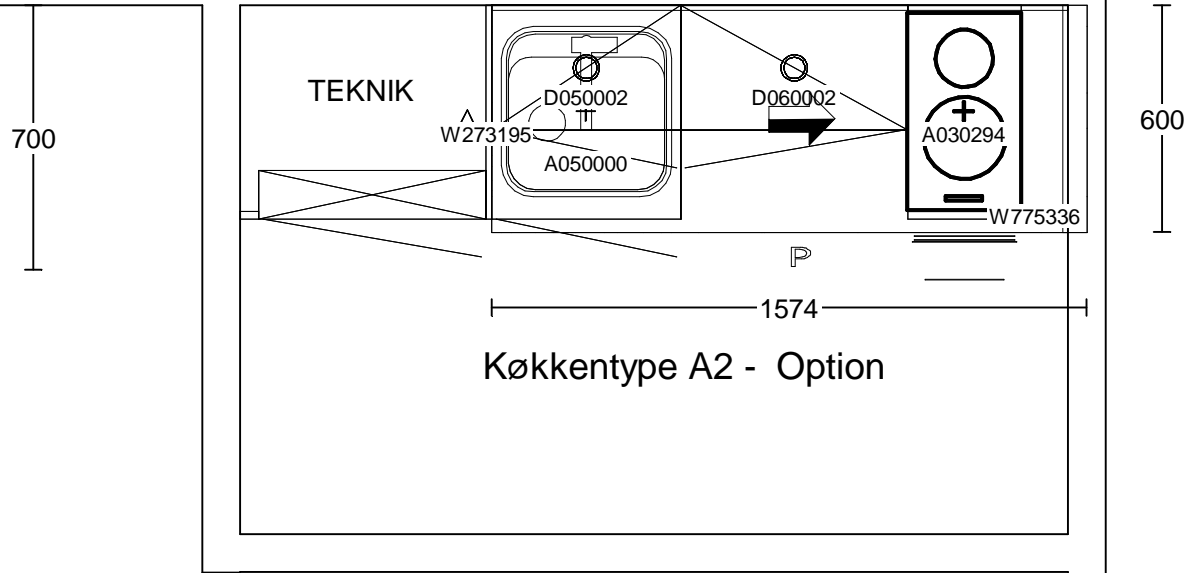 TEKNIK
700
600
D050002
D060002
W273195
A030294
A050000
W775336
P
1574
Køkkentype A2 - Option